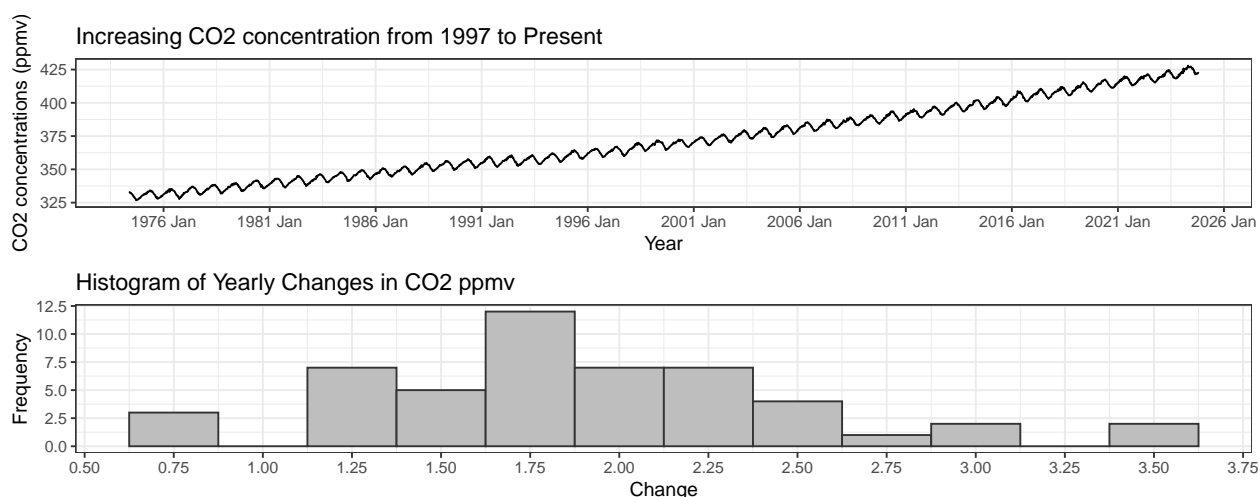 Increasing CO2 concentration from 1997 to Present
CO2 concentrations (ppmv)
425
400
375
350
325
1976 Jan 1981 Jan 1986 Jan 1991 Jan 1996 Jan 2001 Jan 2006 Jan 2011 Jan 2016 Jan 2021 Jan 2026 Jan
Year
Histogram of Yearly Changes in CO2 ppmv
Frequency
12.5
10.0
7.5
5.0
2.5
0.0
0.50 0.75 1.00 1.25 1.50 1.75 2.00 2.25 2.50 2.75 3.00 3.25 3.50 3.75
Change